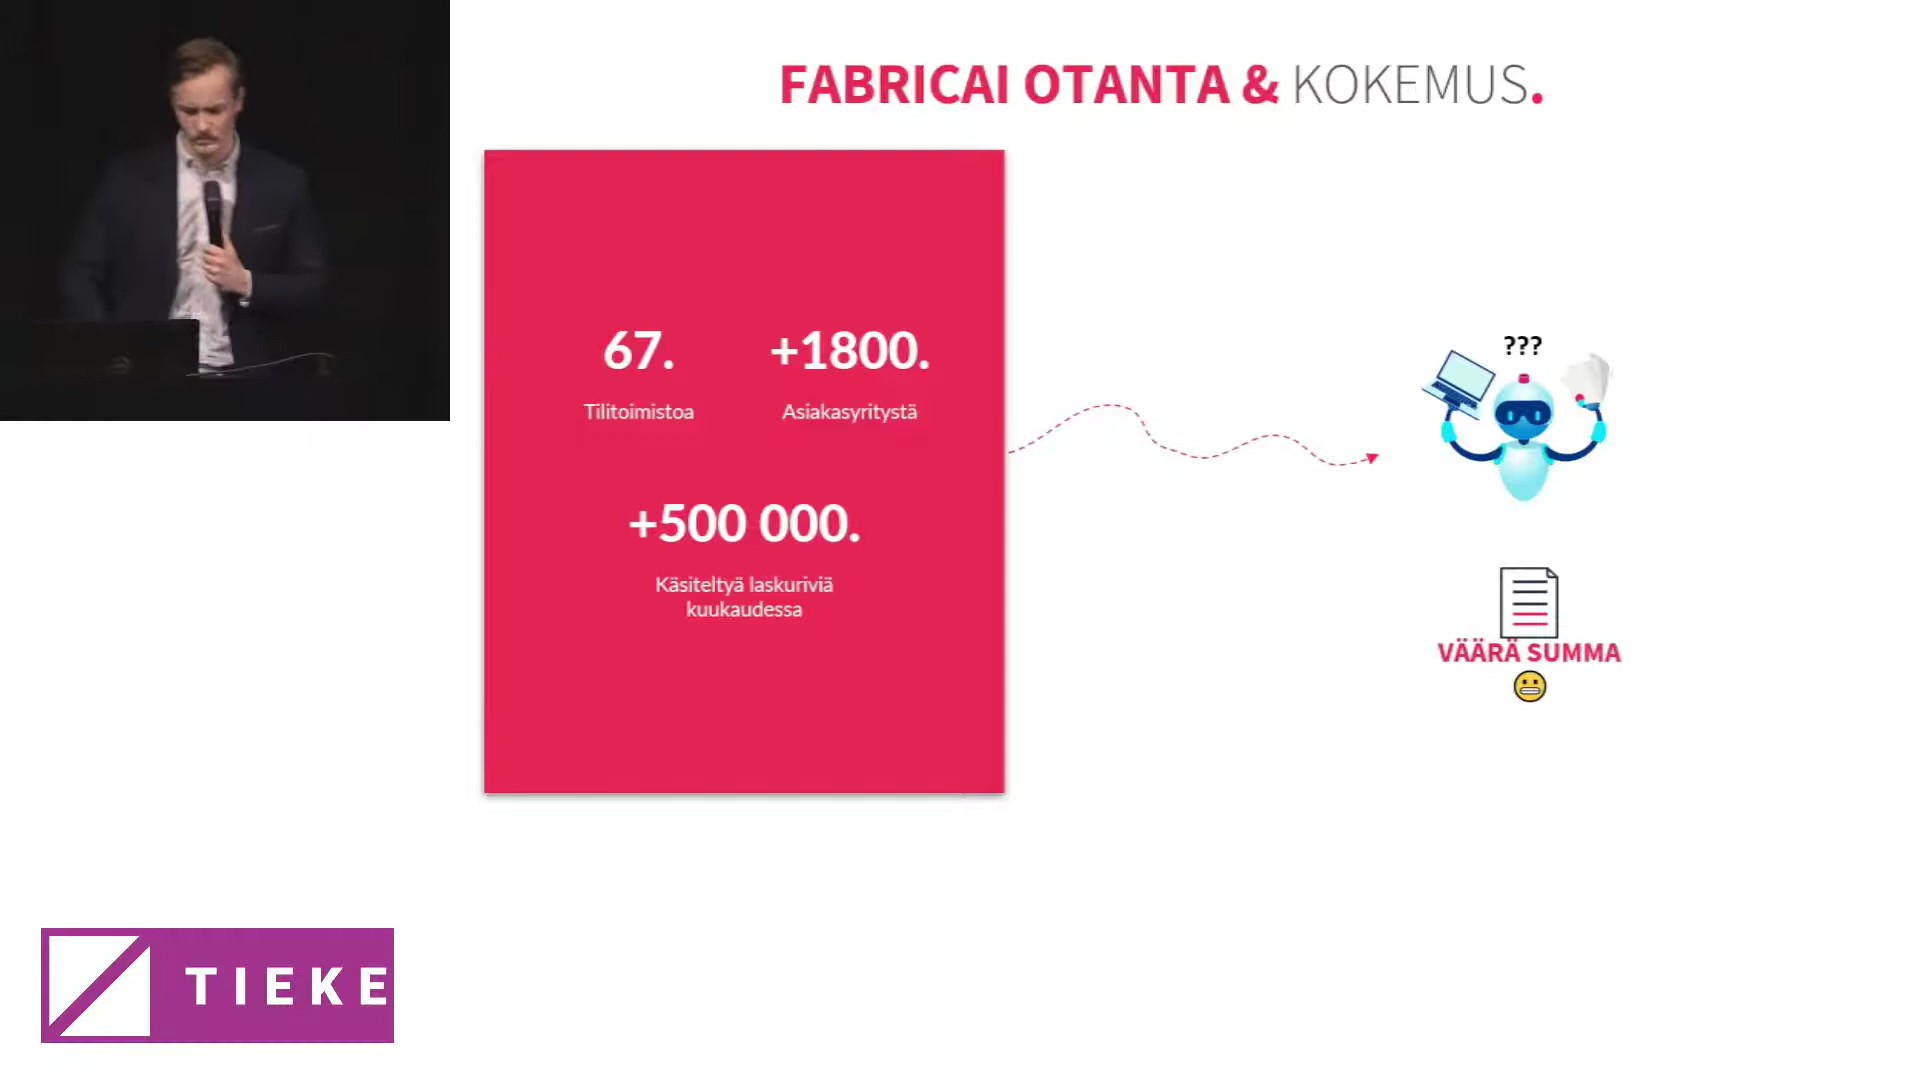 FABRICAI OTANTA & KOKEMUS.
67.
Tilitoimistoa
+1800.
Asiakasyritystä
+500 000.
Käsiteltyä laskuriviä
kuukaudessa
???
VÄÄRÄ SUMMA
TIEKE